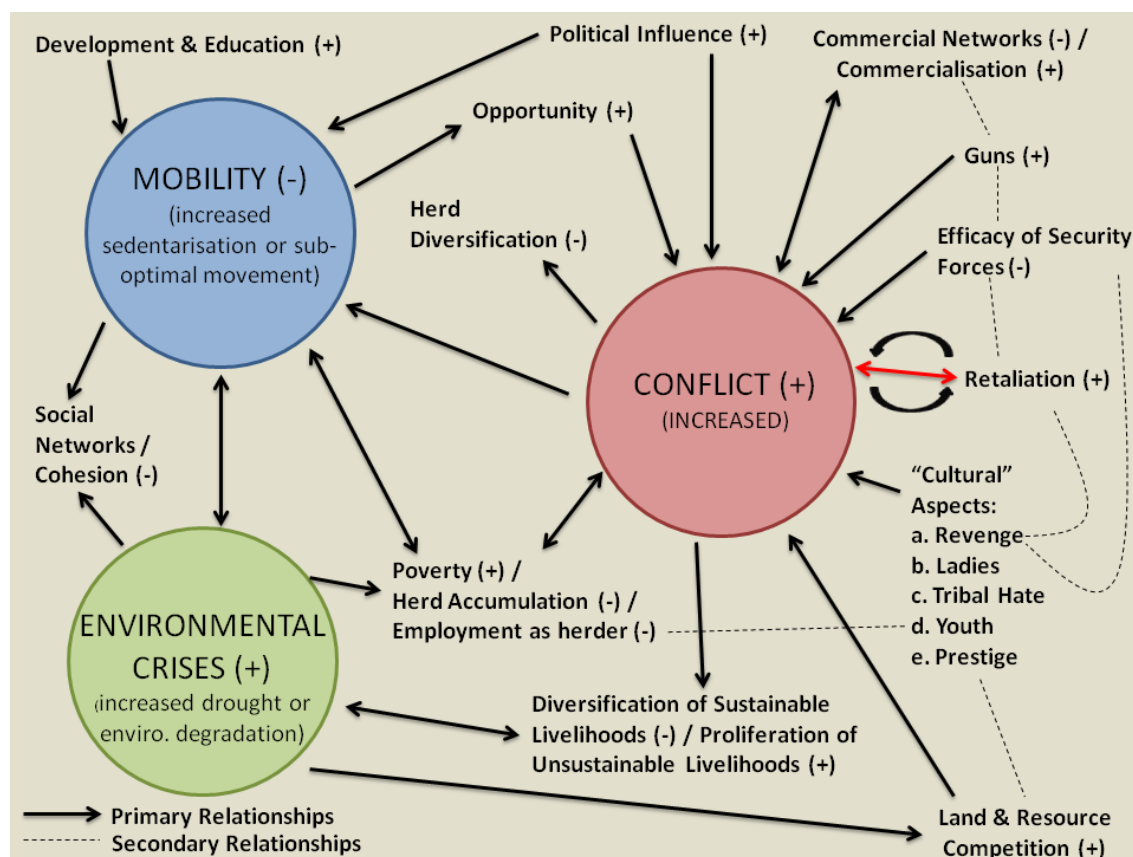 Development & Education (+)
Political Influence (+)
Commercial Networks (-) /
Commercialisation (+)
Opportunity (+)
Guns (+)
MOBILITY (-)
(increased
sedentarisation or sub-
optimal movement)
Herd
Diversification (-)
Efficacy of Security
Forces (-)
CONFLICT (+)
(INCREASED)
Retaliation (+)
Social
Networks /
Cohesion (-)
“Cultural”
Aspects:
a. Revenge
b. Ladies
c. Tribal Hate
d. Youth
e. Prestige
Poverty (+) /
Herd Accumulation (-) /
Employment as herder (-)
ENVIRONMENTAL
CRISES (+)
(increased drought or
enviro. degradation)
Diversification of Sustainable
Livelihoods (-) / Proliferation of
Unsustainable Livelihoods (+)
Land & Resource
Competition (+)
Primary Relationships
Secondary Relationships